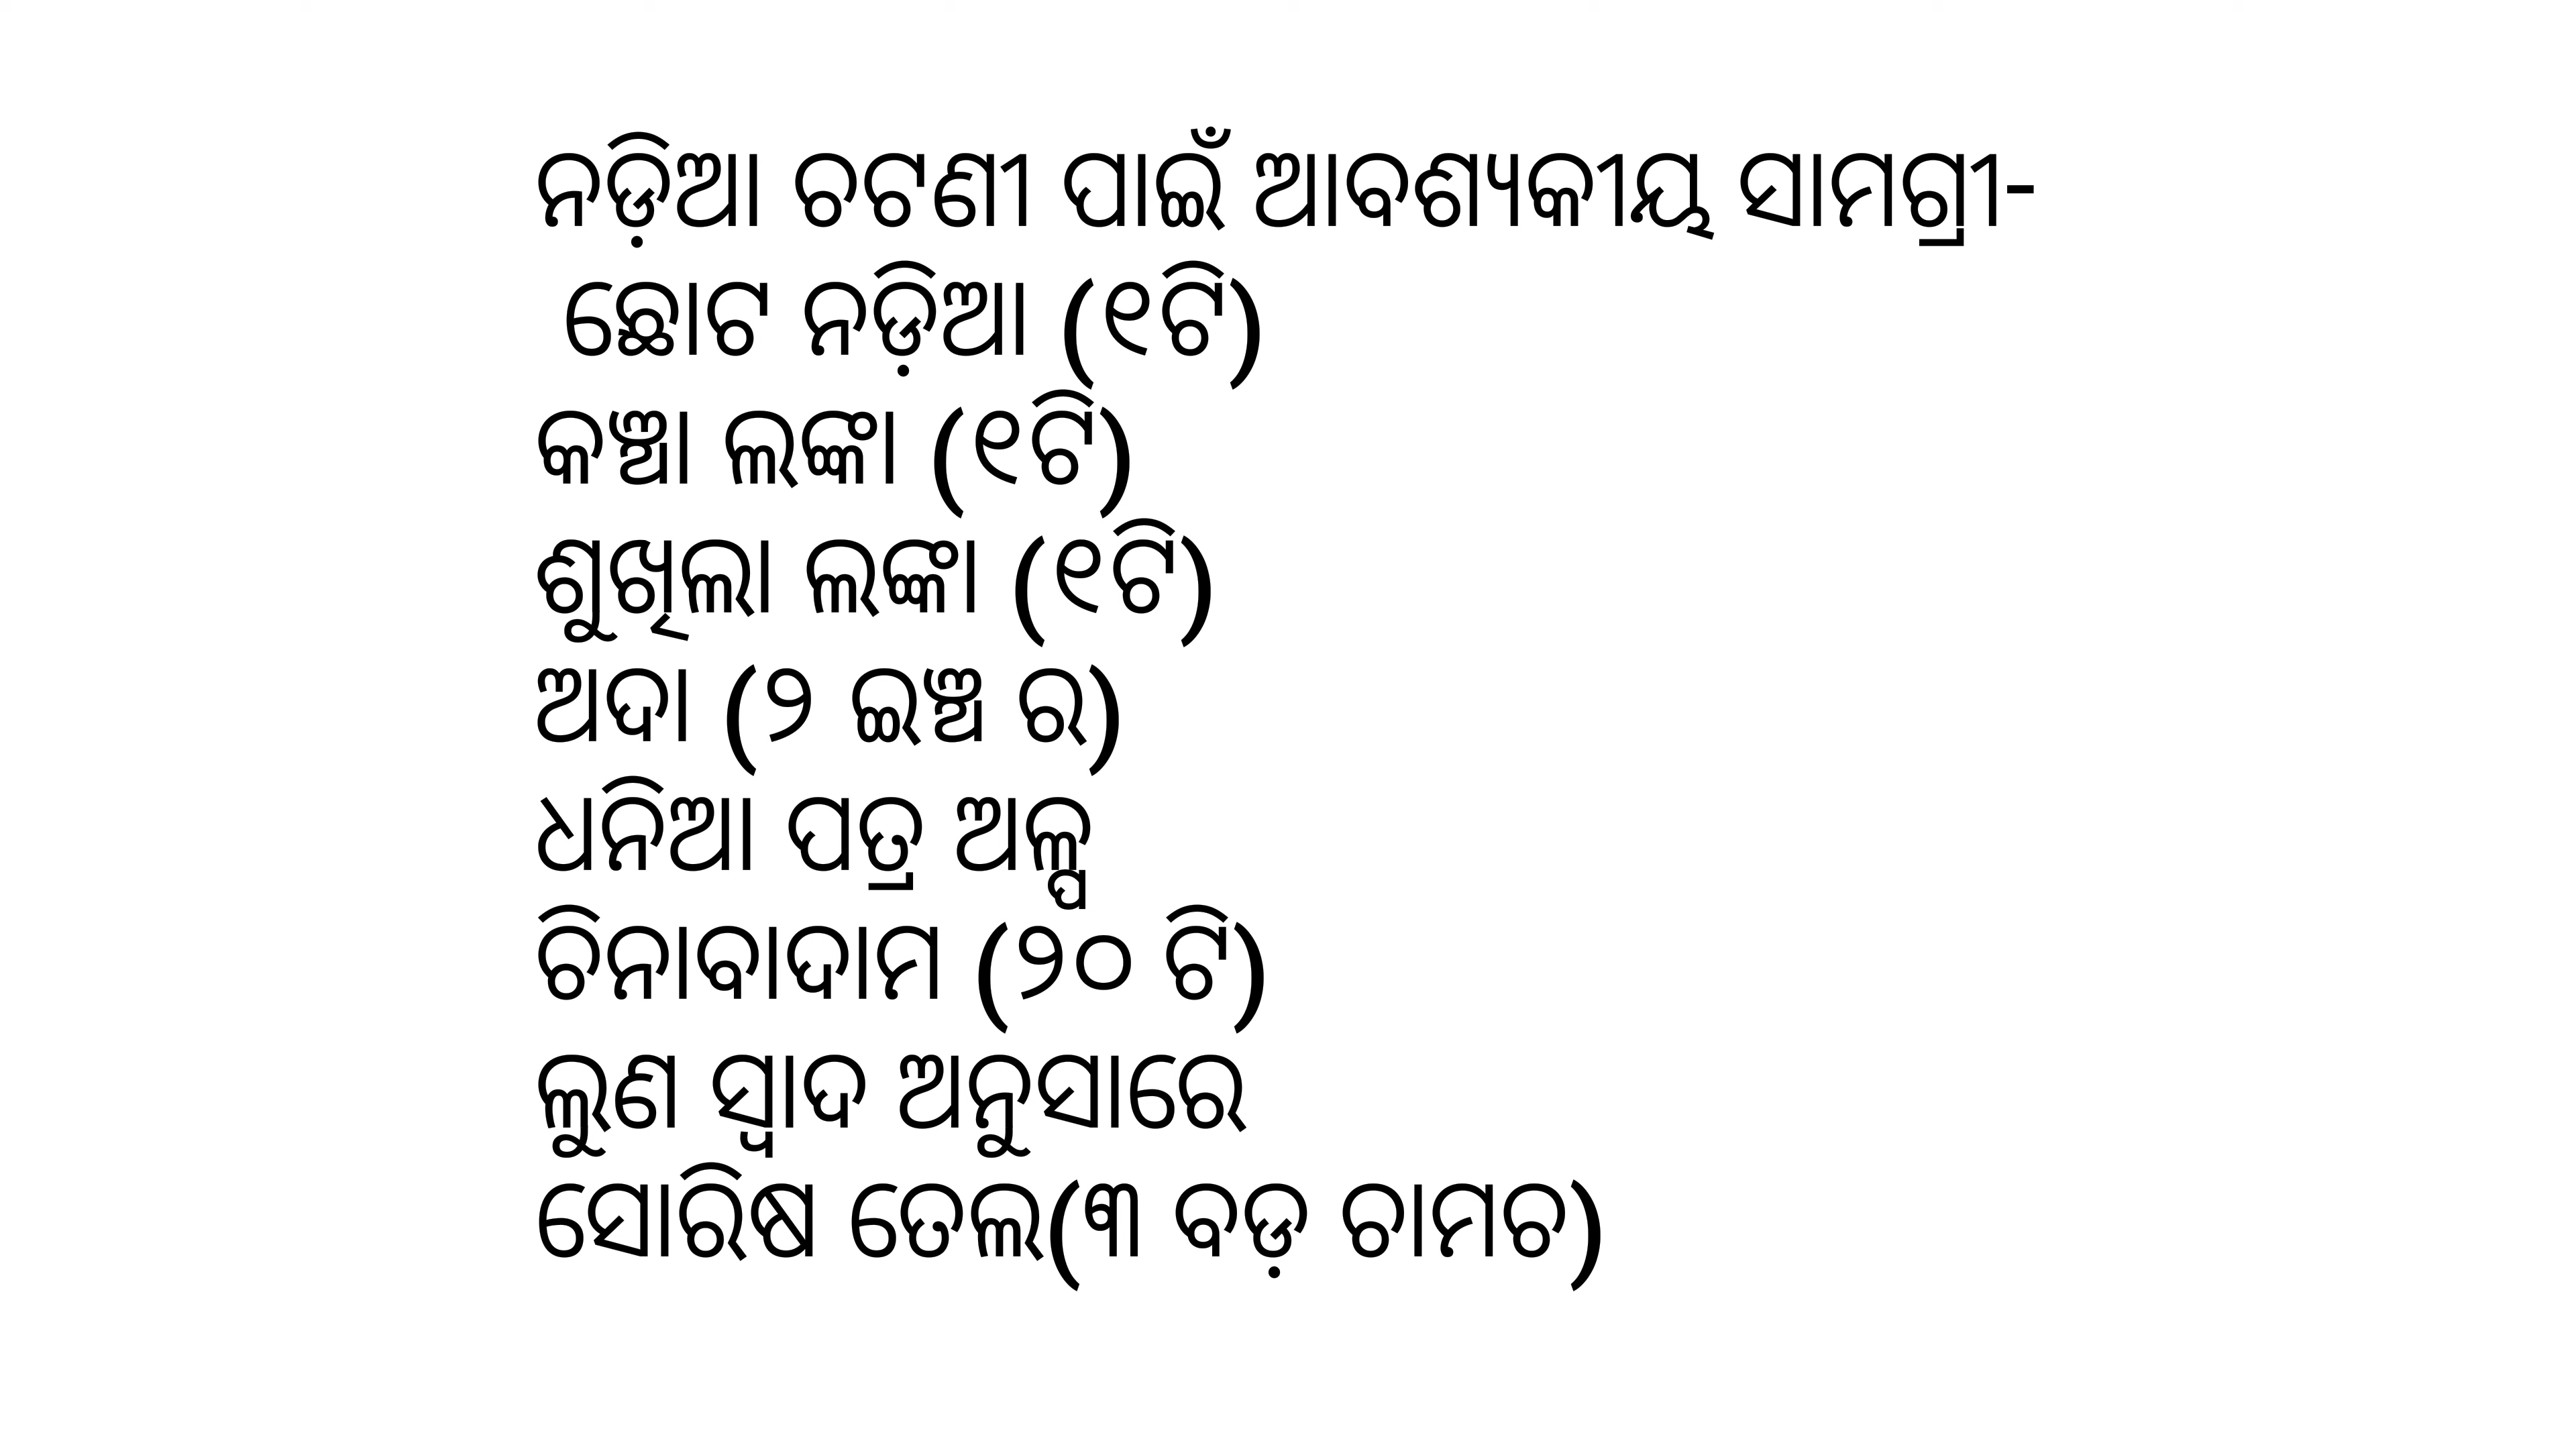 ନଡ଼ିଆ ଚଟଣୀ ପାଇଁ ଆବଶ୍ୟକୀୟ ସାମଗ୍ରୀ-
ଛୋଟ ନଡ଼ିଆ (୧ଟି)
କଞ୍ଚା ଲଙ୍କା (୧ଟି)
ଶୁଖିଲା ଲଙ୍କା (୧ଟି)
ଅଦା (୨ ଇଞ୍ଚ ର)
ଧନିଆ ପତ୍ର ଅଳ୍ପ
ଚିନାବାଦାମ (୨୦ ଟି)
ଲୁଣ ସ୍ଵାଦ ଅନୁସାରେ
ସୋରିଷ ତେଲ(୩ ବଡ଼ ଚାମଚ)